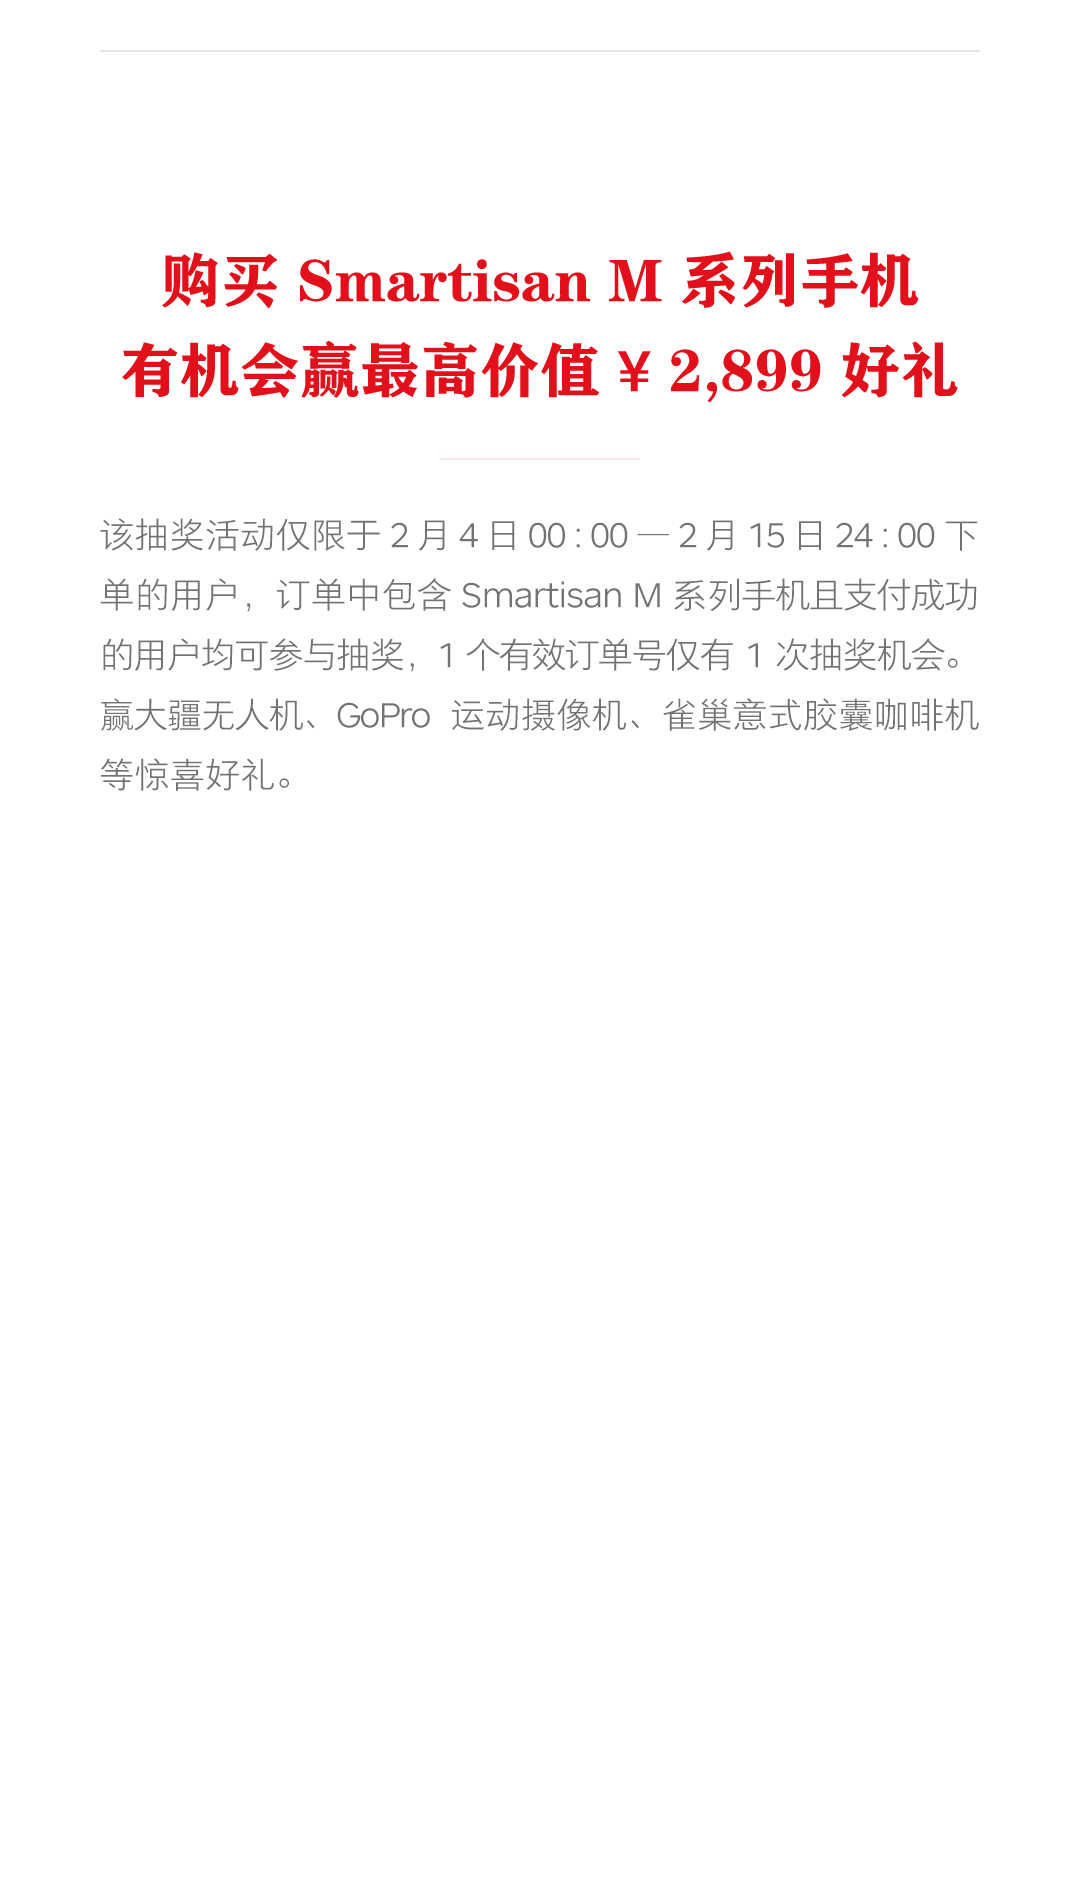 购买 Smartisan M 系列手机
有机会赢最高价值 ¥ 2,899 好礼
该抽奖活动仅限于 2 月 4 日 00 : 00 — 2 月 15 日 24 : 00 下
单的用户，订单中包含 Smartisan M 系列手机且支付成功
的用户均可参与抽奖，1 个有效订单号仅有 1 次抽奖机会。
赢大疆无人机、GoPro 运动摄像机、雀巢意式胶囊咖啡机
等惊喜好礼。